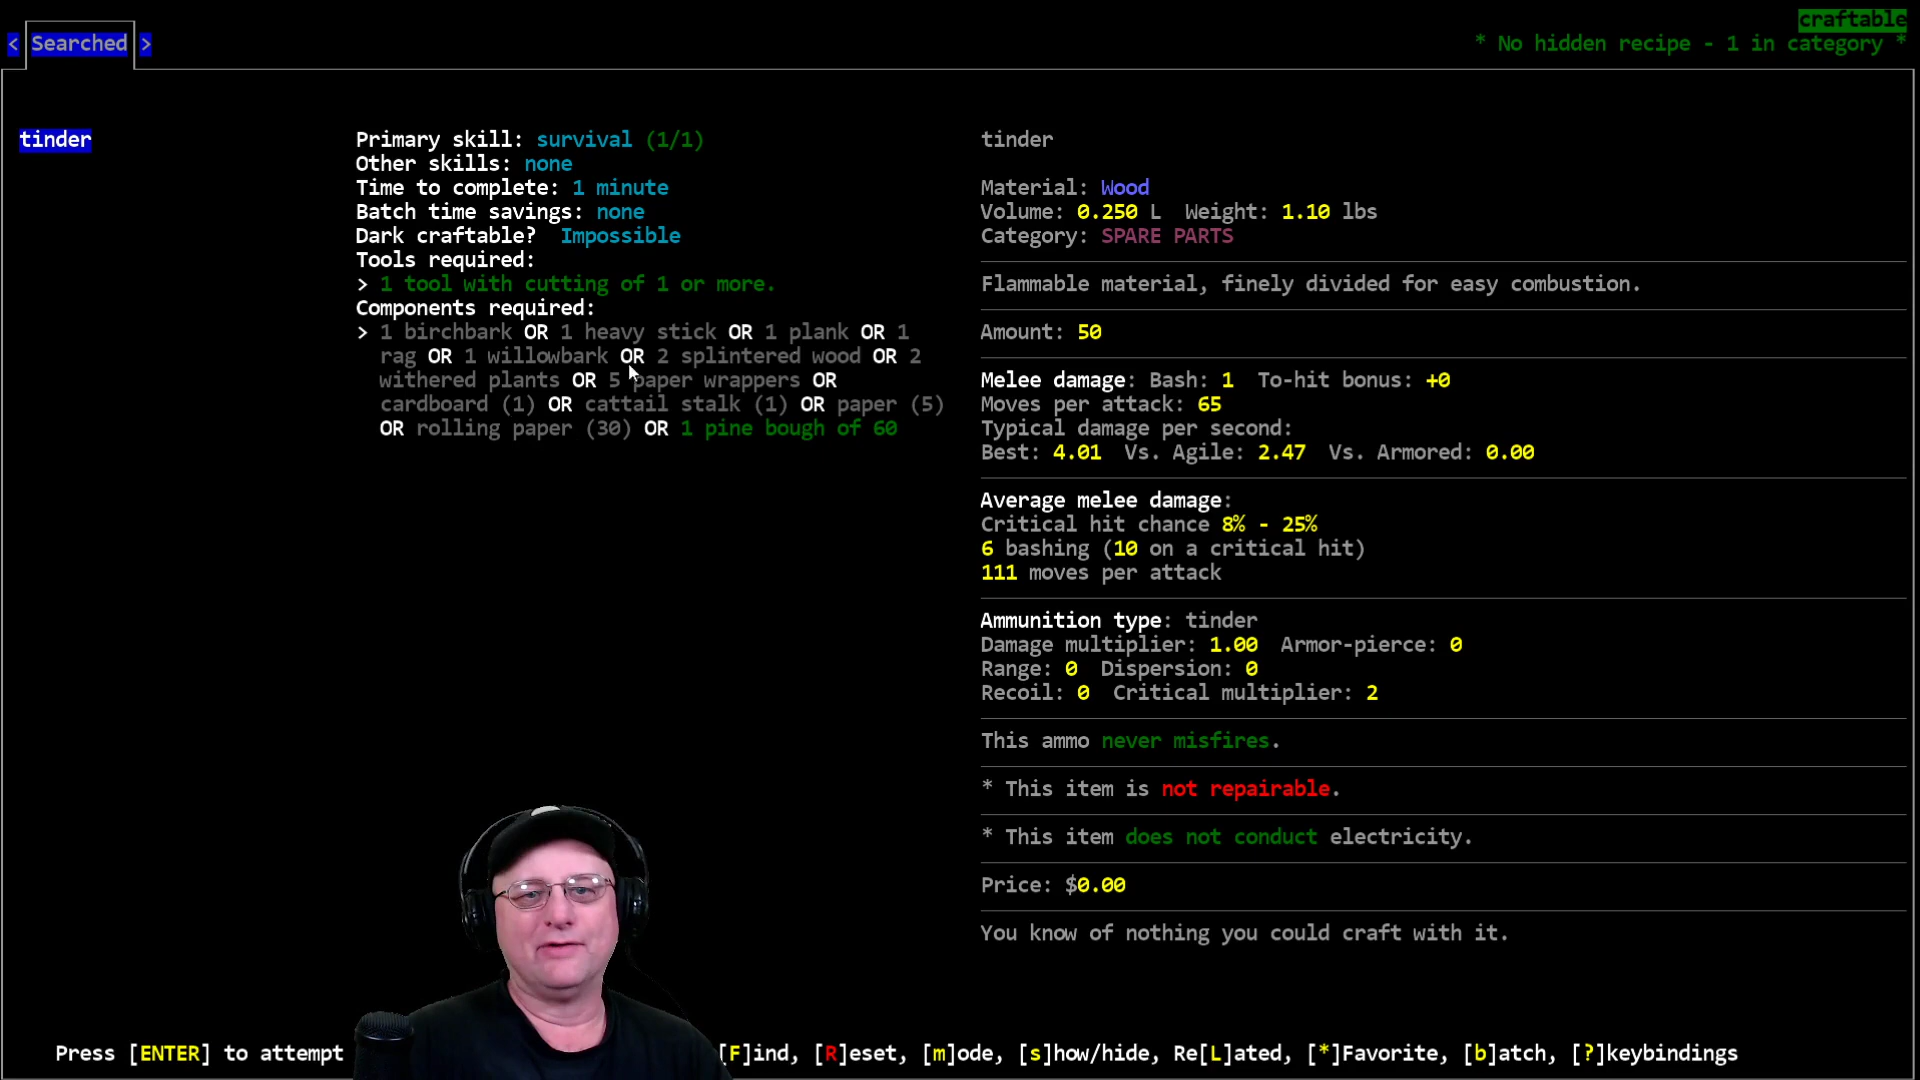 craftable
< Searched >
* No hidden recipe - 1 in category *
tinder
Primary skill: survival (1/1)
Other skills: none
Time to complete: 1 minute
Batch time savings: none
Dark craftable? Impossible
Tools required:
> 1 tool with cutting of 1 or more.
Components required:
> 1 birchbark OR 1 heavy stick OR 1 plank OR 1
rag OR 1 willowbark OR 2 splintered wood OR 2
withered plants OR 5 paper wrappers OR
cardboard (1) OR cattail stalk (1) OR paper (5)
OR rolling paper (30) OR 1 pine bough of 60
tinder
Material: Wood
Volume: 0.250 L Weight: 1.10 lbs
Category: SPARE PARTS
Flammable material, finely divided for easy combustion.
Amount: 50
Melee damage: Bash: 1 To-hit bonus: +0
Moves per attack: 65
Typical damage per second:
Best: 4.01 Vs. Agile: 2.47 Vs. Armored: 0.00
Average melee damage:
Critical hit chance 8% - 25%
6 bashing (10 on a critical hit)
111 moves per attack
Ammunition type: tinder
Damage multiplier: 1.00 Armor-pierce: 0
Range: 0 Dispersion: 0
Recoil: 0 Critical multiplier: 2
This ammo never misfires.
* This item is not repairable.
* This item does not conduct electricity.
Price: $0.00
You know of nothing you could craft with it.
Press [ENTER] to attempt [F]ind, [R]eset, [m]ode, [s]how/hide, Re[L]ated, [*]Favorite, [b]atch, [?]keybindings